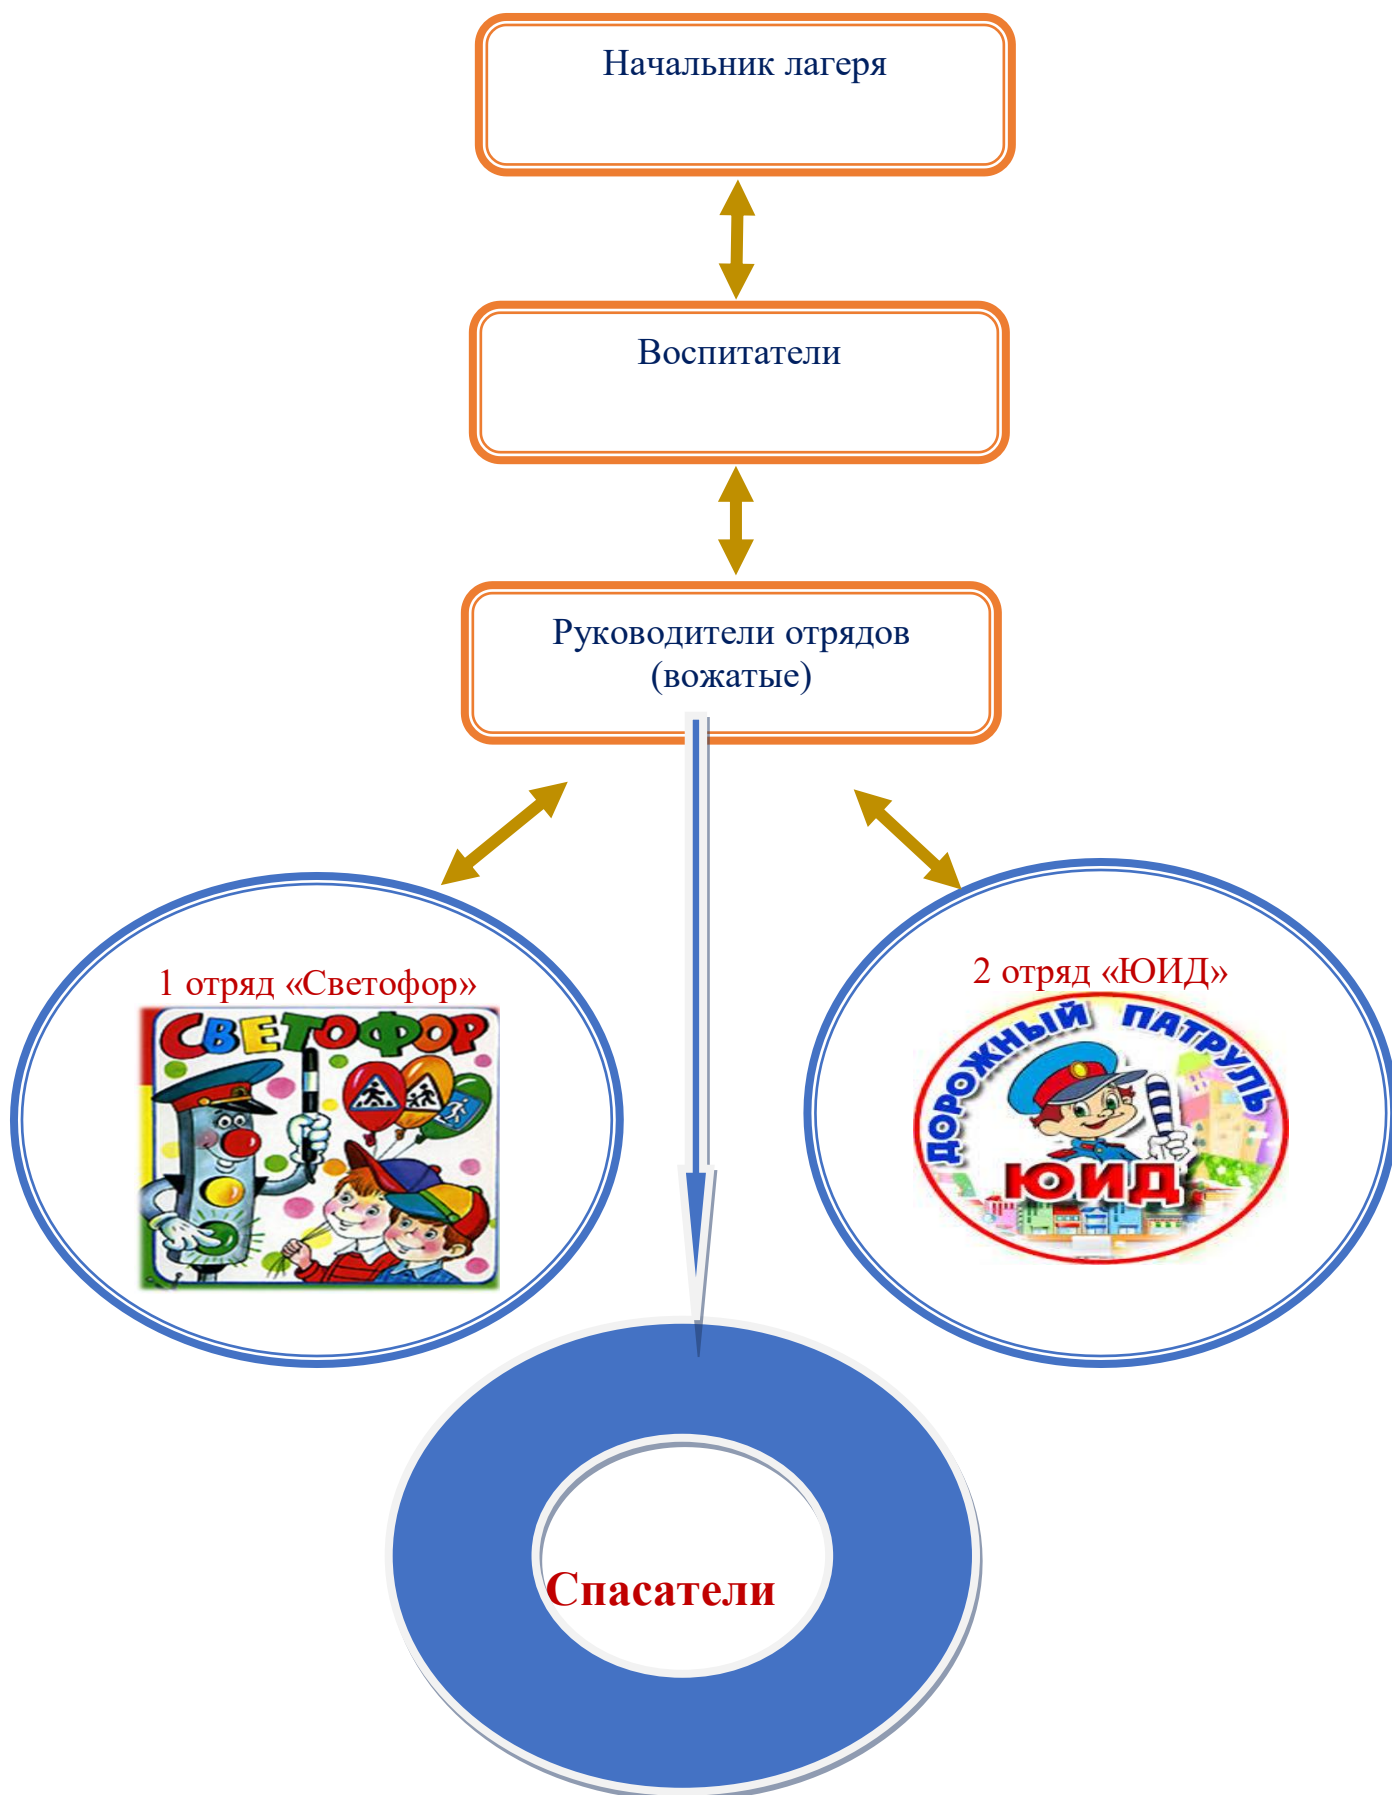 Начальник лагеря
Воспитатели
Руководители отрядов
(вожатые)
1 отряд «Светофор»
СВЕТОФОР
2 отряд «ЮИД»
ДОРОЖНЫЙ ПАТРУЛЬ
ЮИД
Спасатели